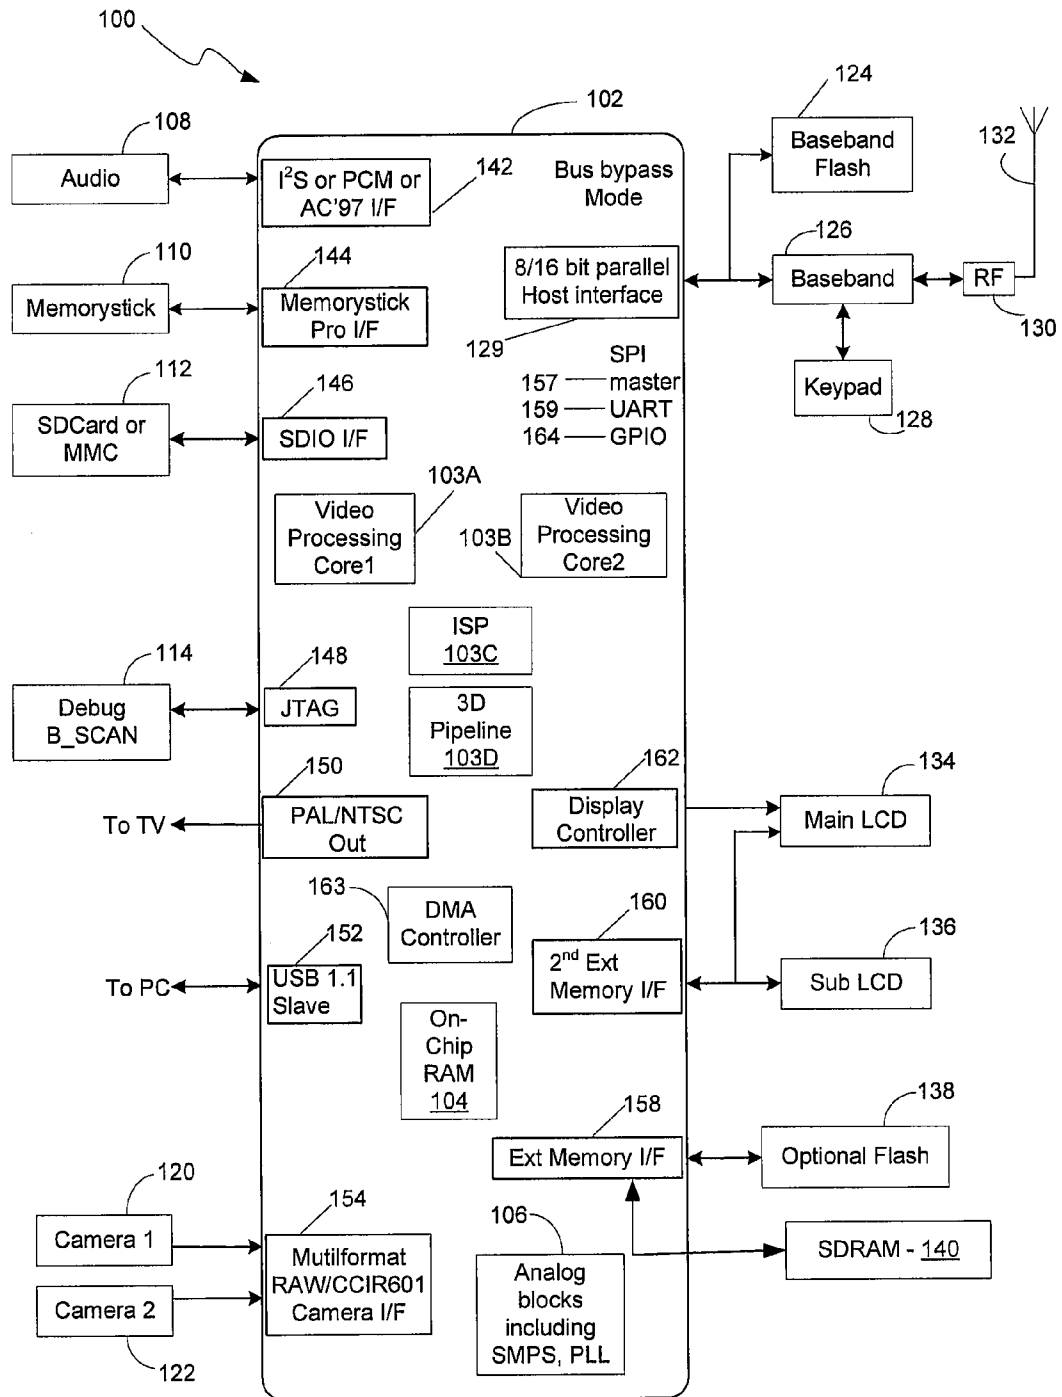 100
102
108
Audio
I²S or PCM or
AC'97 I/F
142
Bus bypass
Mode
124
Baseband
Flash
132
110
Memorystick
144
Memorystick
Pro I/F
8/16 bit parallel
Host interface
129
126
Baseband
RF
130
Keypad
128
112
SDCard or
MMC
146
SDIO I/F
SPI
157
master
159
UART
164
GPIO
103A
Video
Processing
Core1
103B
Video
Processing
Core2
ISP
103C
114
Debug
B_SCAN
148
JTAG
3D
Pipeline
103D
150
To TV
PAL/NTSC
Out
162
Display
Controller
134
Main LCD
163
DMA
Controller
152
To PC
USB 1.1
Slave
160
2nd Ext
Memory I/F
136
Sub LCD
On-
Chip
RAM
104
158
Ext Memory I/F
138
Optional Flash
120
Camera 1
154
Mutilformat
RAW/CCIR601
Camera I/F
Camera 2
122
106
Analog
blocks
including
SMPS, PLL
SDRAM - 140